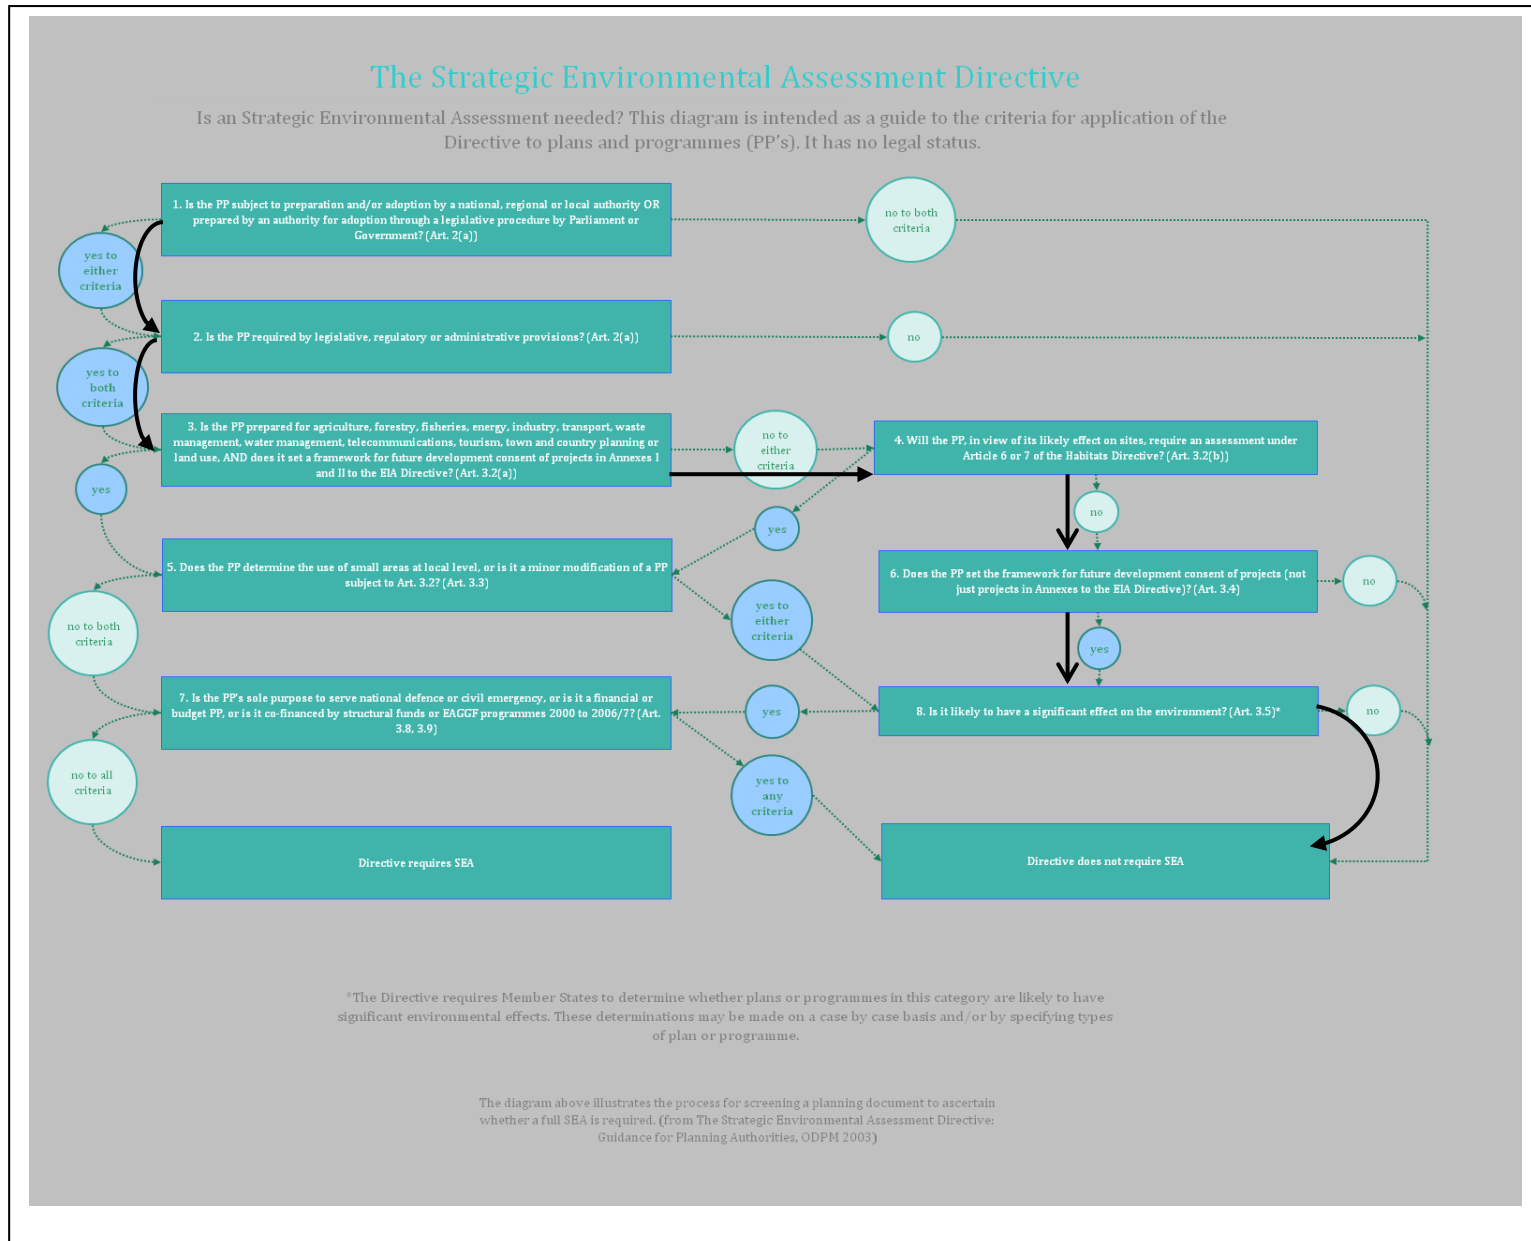 The Strategic Environmental Assessment Directive
Is an Strategic Environmental Assessment needed? This diagram is intended as a guide to the criteria for application of the
Directive to plans and programmes (PP's). It has no legal status.
1. Is the PP subject to preparation and/or adoption by a national, regional or local authority OR
prepared by an authority for adoption through a legislative procedure by Parliament or
Government? (Art. 2(a))
no to both
criteria
yes to
either
criteria
2. Is the PP required by legislative, regulatory or administrative provisions? (Art. 2(a))
no
yes to
both
criteria
3. Is the PP prepared for agriculture, forestry, fisheries, energy, industry, transport, waste
management, water management, telecommunications, tourism, town and country planning or
land use, AND does it set a framework for future development consent of projects in Annexes I
and II to the EIA Directive? (Art. 3.2(a))
no to
either
criteria
4. Will the PP, in view of its likely effect on sites, require an assessment under
Article 6 or 7 of the Habitats Directive? (Art. 3.2(b))
yes
no
yes
5. Does the PP determine the use of small areas at local level, or is it a minor modification of a PP
subject to Art. 3.2? (Art. 3.3)
6. Does the PP set the framework for future development consent of projects (not
just projects in Annexes to the EIA Directive)? (Art. 3.4)
no
no to both
criteria
yes to
either
criteria
yes
7. Is the PP's sole purpose to serve national defence or civil emergency, or is it a financial or
budget PP, or is it co-financed by structural funds or EAGGF programmes 2000 to 2006/7? (Art.
3.8, 3.9)
yes
8. Is it likely to have a significant effect on the environment? (Art. 3.5)*
no
no to all
criteria
yes to
any
criteria
Directive requires SEA
Directive does not require SEA
*The Directive requires Member States to determine whether plans or programmes in this category are likely to have
significant environmental effects. These determinations may be made on a case by case basis and/or by specifying types
of plan or programme.
The diagram above illustrates the process for screening a planning document to ascertain
whether a full SEA is required. (from The Strategic Environmental Assessment Directive:
Guidance for Planning Authorities, ODPM 2003)